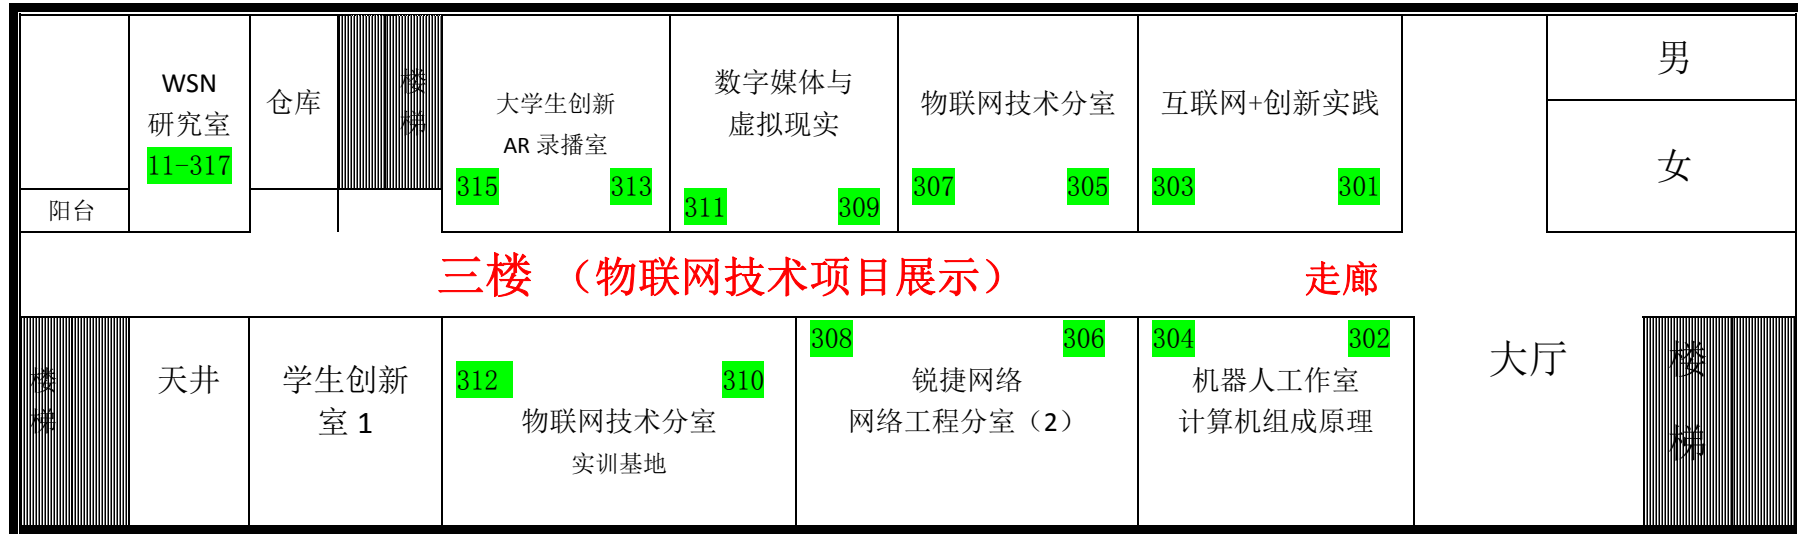 WSN
研究室
11-317
阳台
仓库
楼
梯
大学生创新
AR 录播室
315 313
数字媒体与
虚拟现实
311 309
物联网技术分室
307 305
互联网+创新实践
303 301
男
女
三楼 （物联网技术项目展示） 走廊
楼
梯
天井
学生创新
室 1
312 310
物联网技术分室
实训基地
308 306
锐捷网络
网络工程分室（2）
304 302
机器人工作室
计算机组成原理
大厅
楼
梯